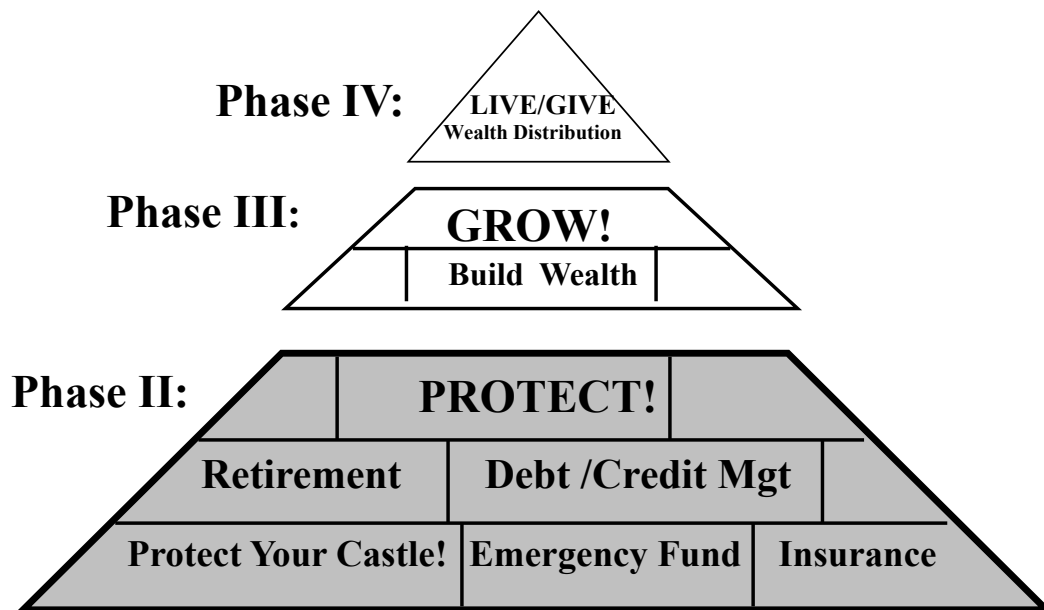 LIVE/GIVE
Phase IV:
Wealth Distribution
Phase III:
GROW!
Build Wealth
Phase II:
PROTECT!
Retirement
Debt /Credit Mgt
Protect Your Castle!
Emergency Fund
Insurance